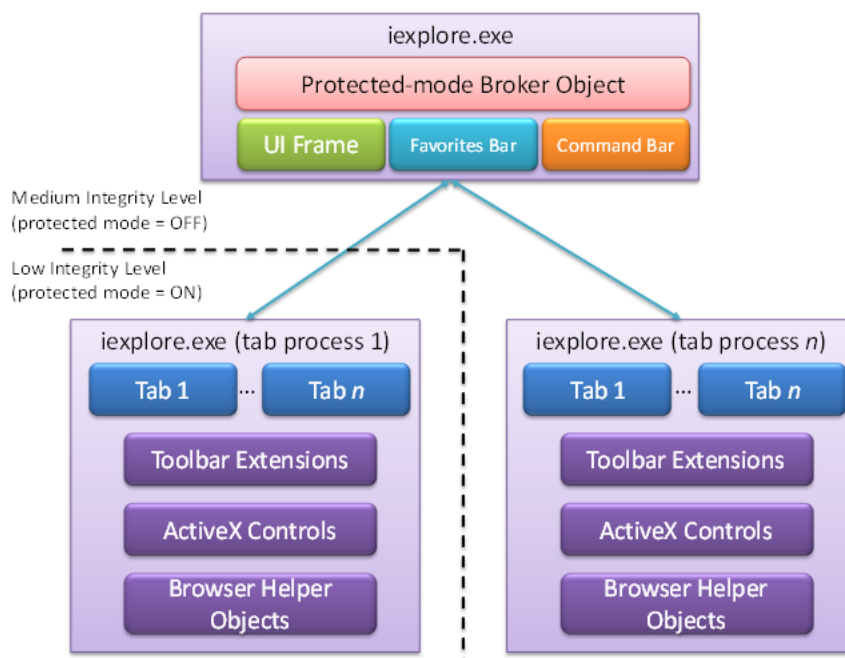 iexplore.exe
Protected-mode Broker Object
UI Frame
Favorites Bar
Command Bar
Medium Integrity Level
(protected mode = OFF)
Low Integrity Level
(protected mode = ON)
iexplore.exe (tab process 1)
Tab 1
...
Tab n
Toolbar Extensions
ActiveX Controls
Browser Helper
Objects
iexplore.exe (tab process n)
Tab 1
...
Tab n
Toolbar Extensions
ActiveX Controls
Browser Helper
Objects